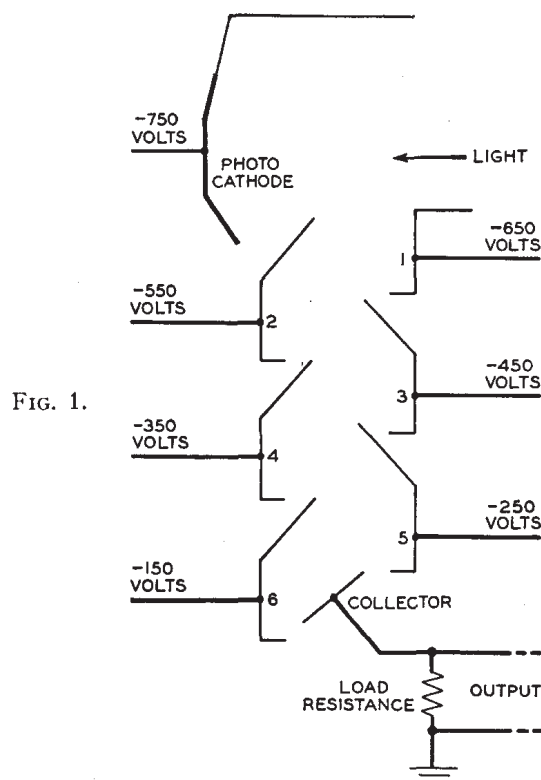 -750
VOLTS
PHOTO
CATHODE
LIGHT
-650
VOLTS
1
-550
VOLTS
2
-450
VOLTS
3
FIG. 1.
-350
VOLTS
4
-250
VOLTS
5
-150
VOLTS
6
COLLECTOR
LOAD
RESISTANCE
OUTPUT